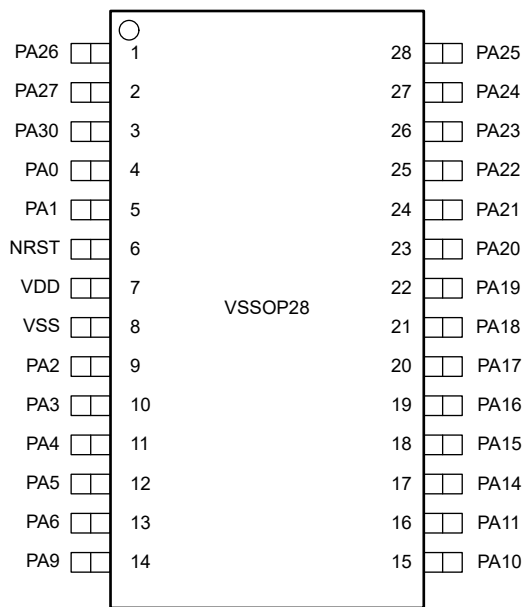 PA26 1 28 PA25
PA27 2 27 PA24
PA30 3 26 PA23
PA0 4 25 PA22
PA1 5 24 PA21
NRST 6 23 PA20
VDD 7 22 PA19
VSSOP28
VSS 8 21 PA18
PA2 9 20 PA17
PA3 10 19 PA16
PA4 11 18 PA15
PA5 12 17 PA14
PA6 13 16 PA11
PA9 14 15 PA10